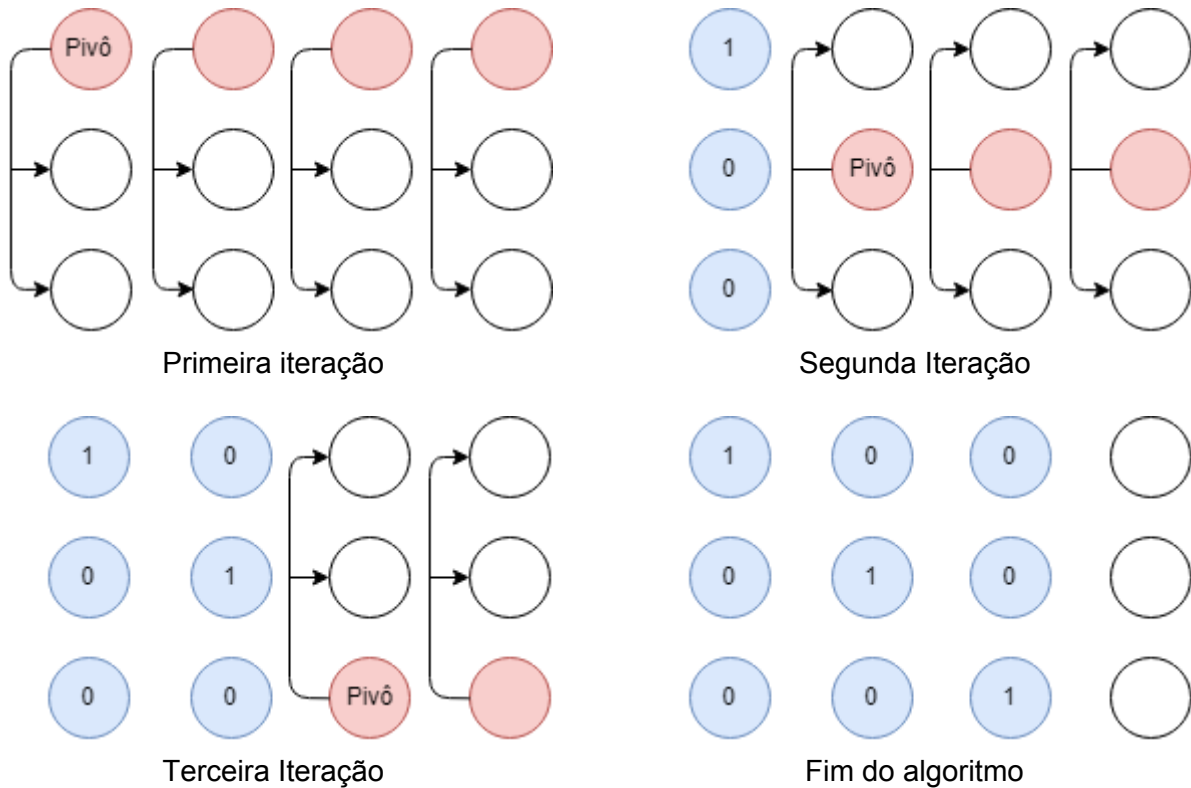 Pivô
Primeira iteração
1
0 Pivô
0
Segunda Iteração
1 0
0 1
0 0 Pivô
Terceira Iteração
1 0 0
0 1 0
0 0 1
Fim do algoritmo